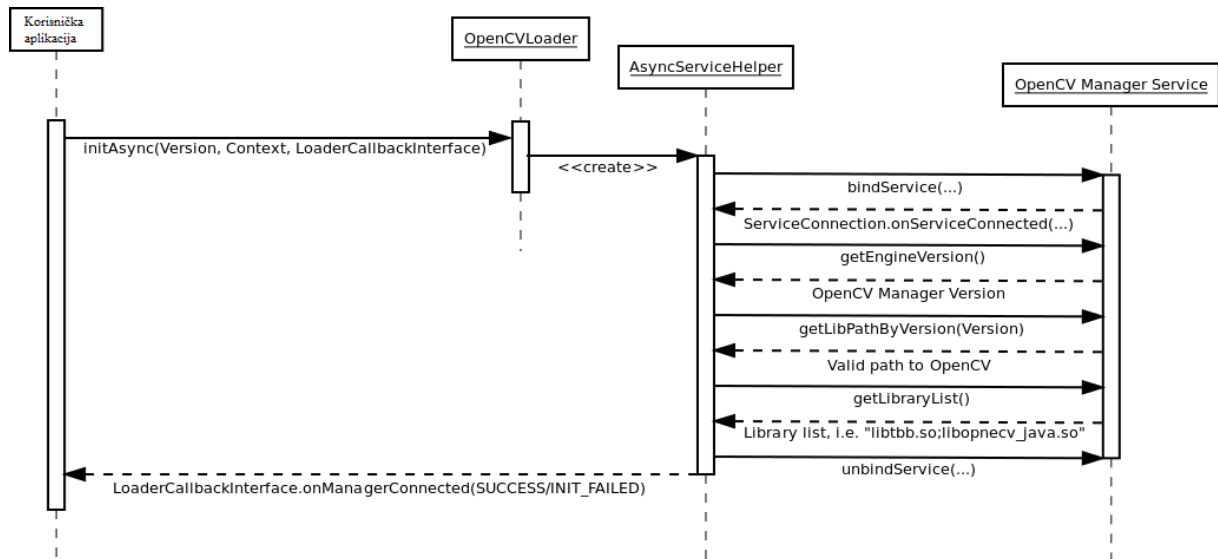 Korisnička
aplikacija
OpenCVLoader
AsyncServiceHelper
OpenCV Manager Service
initAsync(Version, Context, LoaderCallbackInterface)
<<create>>
bindService(...)
ServiceConnection.onServiceConnected(...)
getEngineVersion()
OpenCV Manager Version
getLibPathByVersion(Version)
Valid path to OpenCV
getLibraryList()
Library list, i.e. "libtbb.so;libopnecv_java.so"
unbindService(...)
LoaderCallbackInterface.onManagerConnected(SUCCESS/INIT_FAILED)